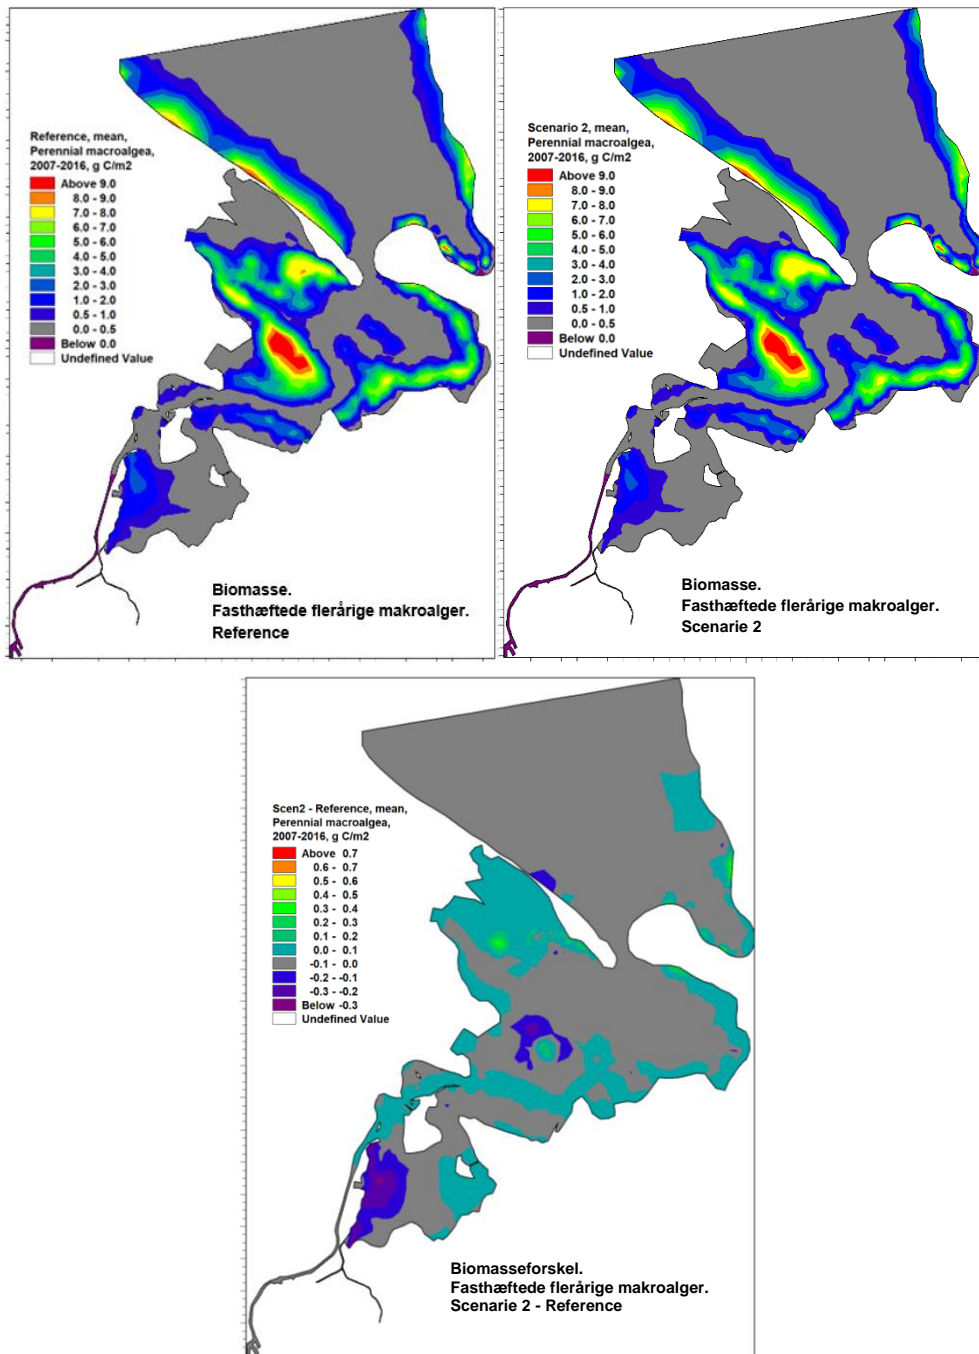 Reference, mean,
Perennial macroalgea,
2007-2016, g C/m2
Above 9.0
8.0 - 9.0
7.0 - 8.0
6.0 - 7.0
5.0 - 6.0
4.0 - 5.0
3.0 - 4.0
2.0 - 3.0
1.0 - 2.0
0.5 - 1.0
0.0 - 0.5
Below 0.0
Undefined Value
Biomasse.
Fasthæftede flerårige makroalger.
Reference
Scenario 2, mean,
Perennial macroalgea,
2007-2016, g C/m2
Above 9.0
8.0 - 9.0
7.0 - 8.0
6.0 - 7.0
5.0 - 6.0
4.0 - 5.0
3.0 - 4.0
2.0 - 3.0
1.0 - 2.0
0.5 - 1.0
0.0 - 0.5
Below 0.0
Undefined Value
Biomasse.
Fasthæftede flerårige makroalger.
Scenarie 2
Scen2 - Reference, mean,
Perennial macroalgea,
2007-2016, g C/m2
Above 0.7
0.6 - 0.7
0.5 - 0.6
0.4 - 0.5
0.3 - 0.4
0.2 - 0.3
0.1 - 0.2
0.0 - 0.1
-0.1 - 0.0
-0.2 - -0.1
-0.3 - -0.2
Below -0.3
Undefined Value
Biomasseforskel.
Fasthæftede flerårige makroalger.
Scenarie 2 - Reference